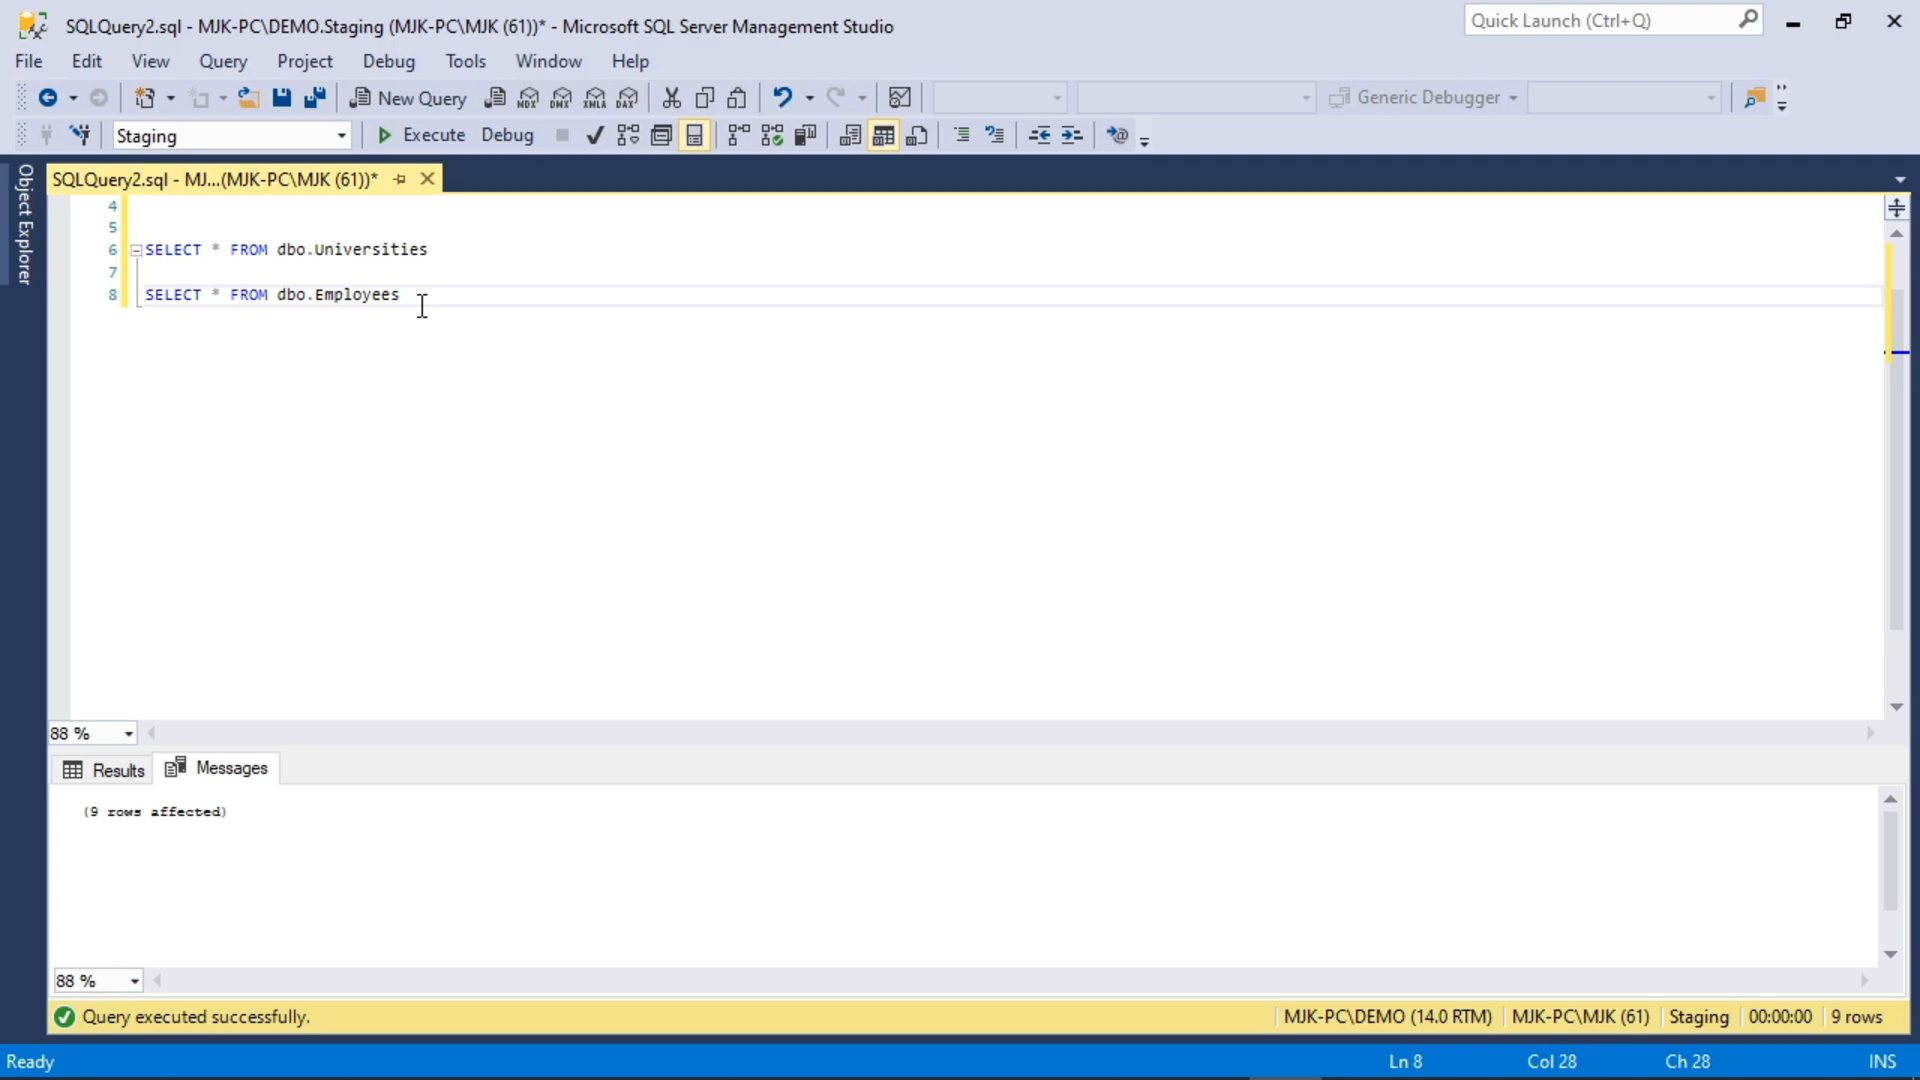 SQLQuery2.sql - MJK-PC\DEMO.Staging (MJK-PC\MJK (61))* - Microsoft SQL Server Management Studio
Quick Launch (Ctrl+Q)
File Edit View Query Project Debug Tools Window Help
New Query MDX DMX XMLA DAX Generic Debugger
Staging Execute Debug
Object Explorer
SQLQuery2.sql - MJ...(MJK-PC\MJK (61))*
4
5
6 SELECT * FROM dbo.Universities
7
8 SELECT * FROM dbo.Employees
88 %
Results Messages
(9 rows affected)
88 %
Query executed successfully. MJK-PC\DEMO (14.0 RTM) MJK-PC\MJK (61) Staging 00:00:00 9 rows
Ready Ln 8 Col 28 Ch 28 INS